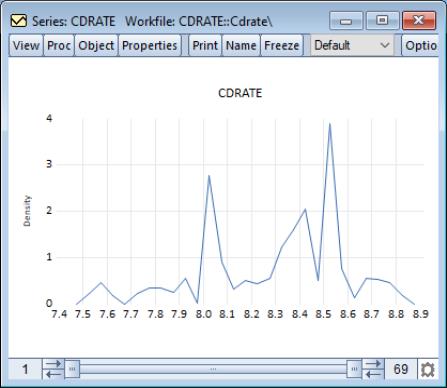 Series: CDRATE Workfile: CDRATE::Cdrate\
View Proc Object Properties Print Name Freeze Default Optio
CDRATE
4
3
2
1
0
Density
7.4 7.5 7.6 7.7 7.8 7.9 8.0 8.1 8.2 8.3 8.4 8.5 8.6 8.7 8.8 8.9
1 69